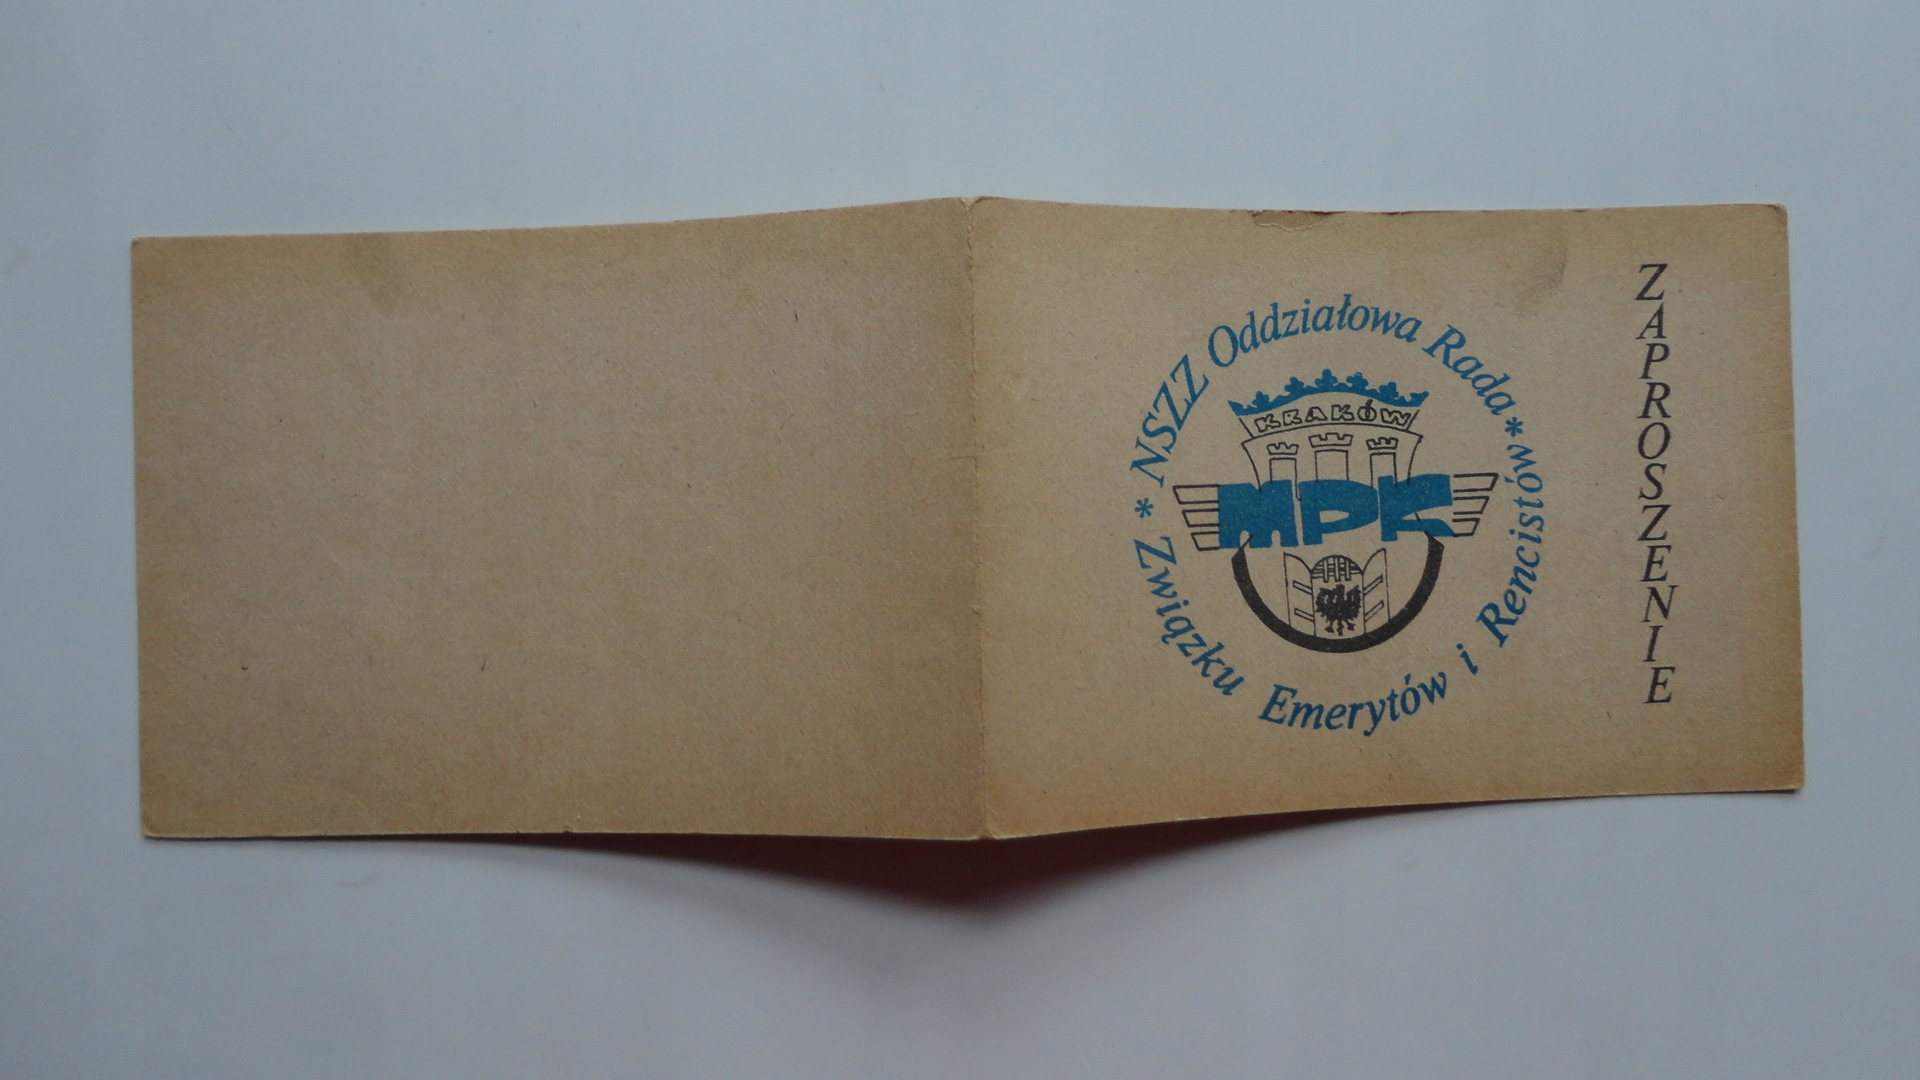 * NSZZ Oddziałowa Rada *
Związku Emerytów i Rencistów
KRAKÓW
MPK
ZAPROSZENIE